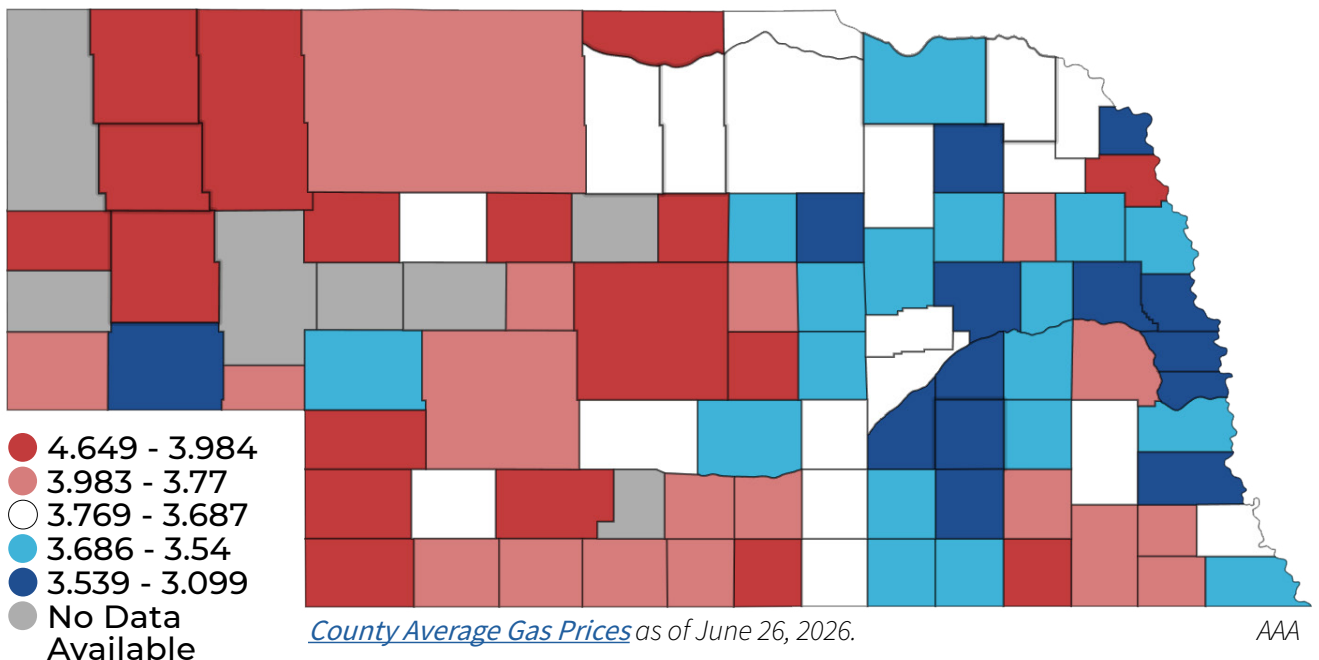 4.649 - 3.984
3.983 - 3.77
3.769 - 3.687
3.686 - 3.54
3.539 - 3.099
No Data
Available
County Average Gas Prices as of June 26, 2026.
AAA